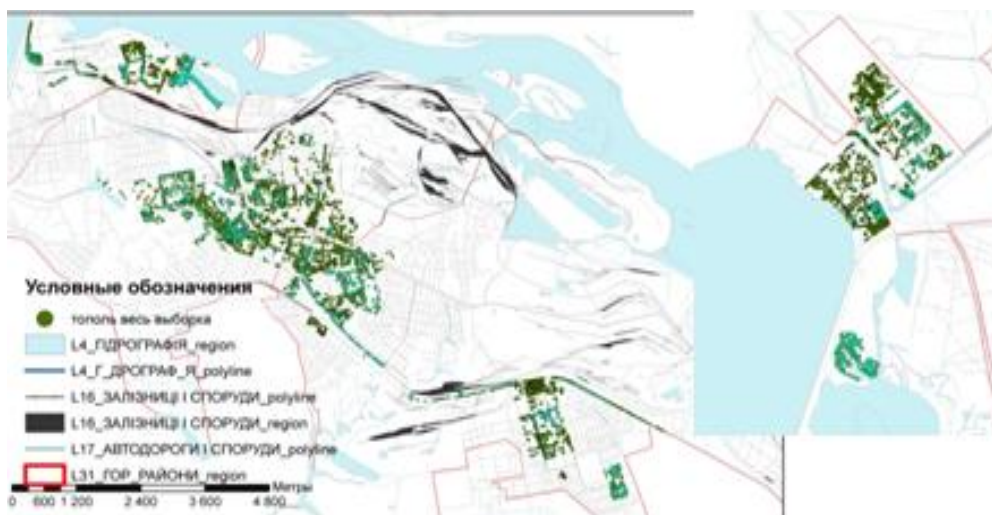 Условные обозначения
тополь весь выборка
L4_ГІДРОГРАФІЯ_region
L4_Г_ДРОГРАФ_Я_polyline
L16_ЗАЛІЗНИЦІ І СПОРУДИ_polyline
L16_ЗАЛІЗНИЦІ І СПОРУДИ_region
L17_АВТОДОРОГИ І СПОРУДИ_polyline
L31_ГОР_РАЙОНИ_region
Метры
0 600 1 200 2 400 3 600 4 800